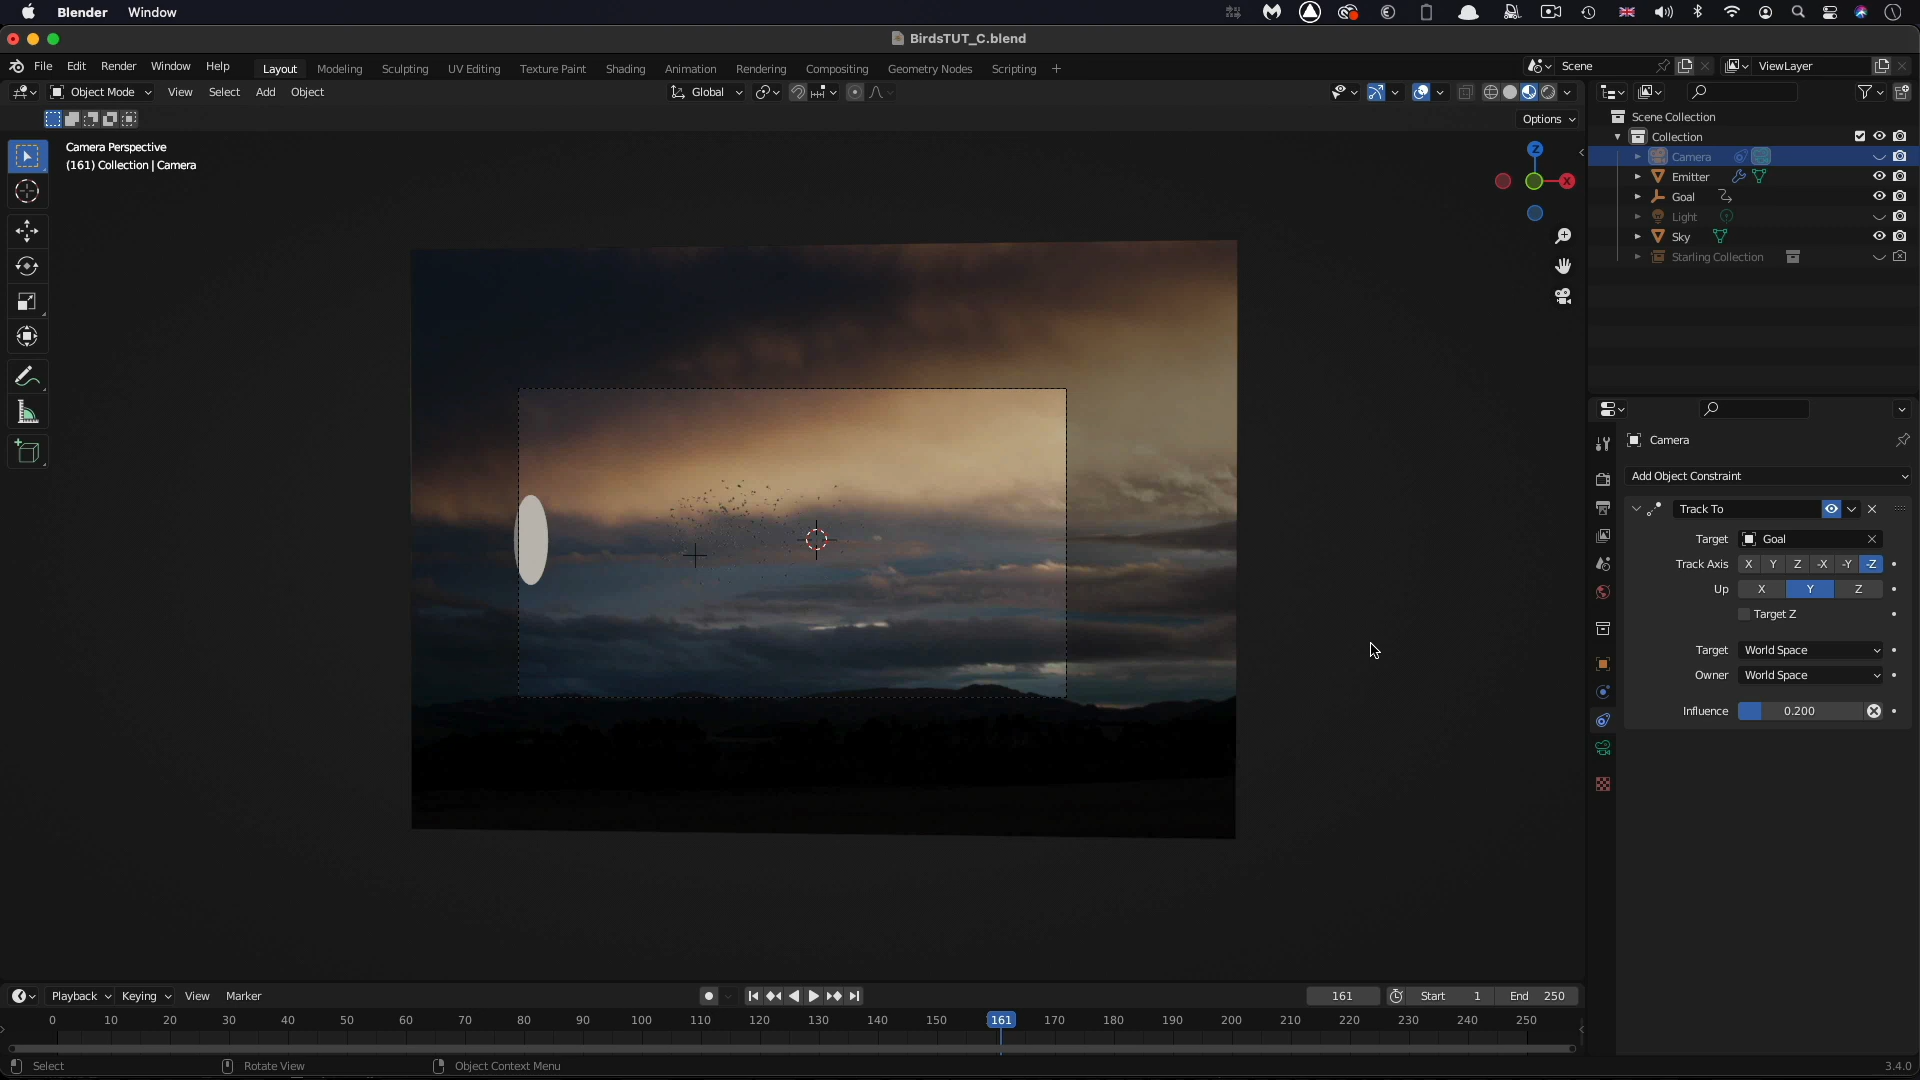 Blender Window
BirdsTUT_C.blend
File Edit Render Window Help Layout Modeling Sculpting UV Editing Texture Paint Shading Animation Rendering Compositing Geometry Nodes Scripting + Scene ViewLayer
Object Mode View Select Add Object Global
Options
Camera Perspective
(161) Collection | Camera
Z
X
Scene Collection
Collection
Camera
Emitter
Goal
Light
Sky
Starling Collection
Camera
Add Object Constraint
Track To
Target Goal
Track Axis X Y Z -X -Y -Z
Up X Y Z
Target Z
Target World Space
Owner World Space
Influence 0.200
Playback Keying View Marker 161 Start 1 End 250
0 10 20 30 40 50 60 70 80 90 100 110 120 130 140 150 161 170 180 190 200 210 220 230 240 250
Select Rotate View Object Context Menu 3.4.0